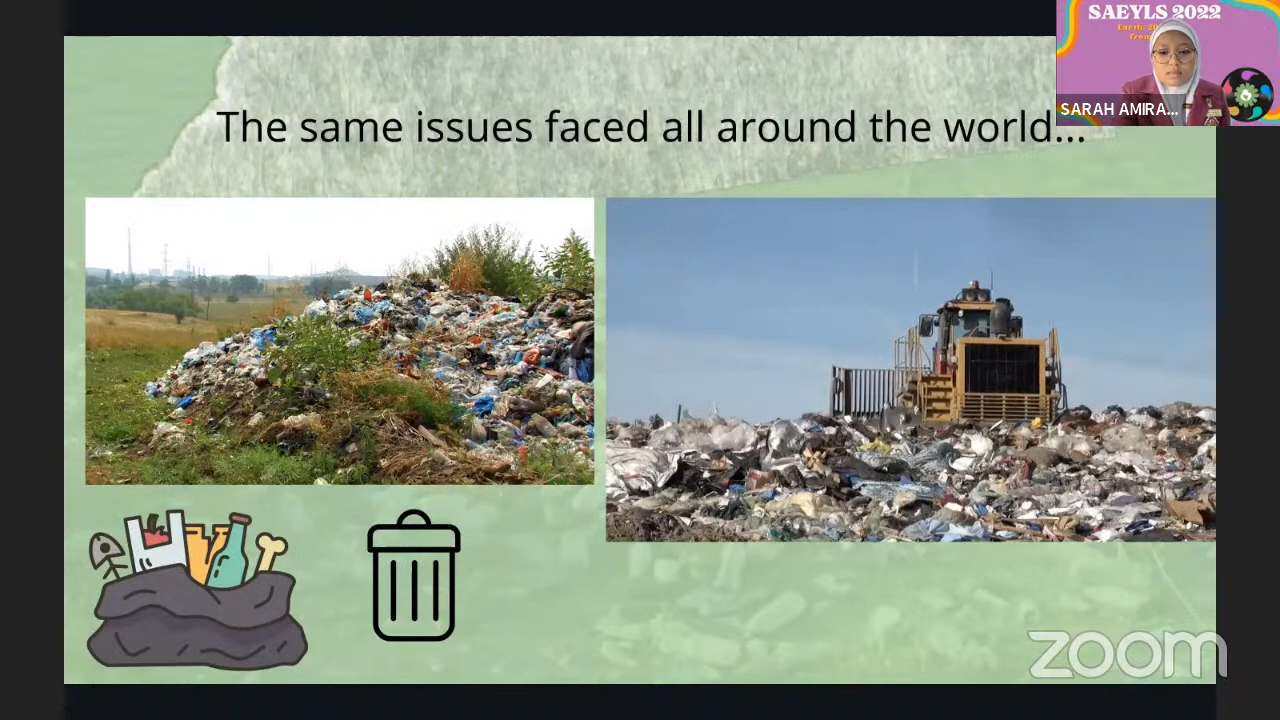 SAEYLS 2022
SARAH AMIRA...
The same issues faced all around the world...
zoom